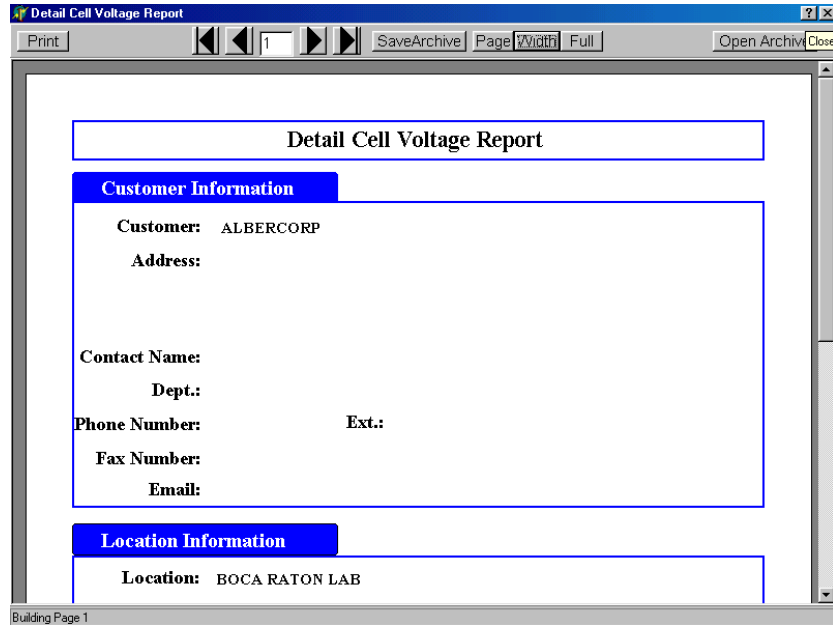 Detail Cell Voltage Report
Print 1 SaveArchive Page Width Full Open Archive Close
Detail Cell Voltage Report
Customer Information
Customer: ALBERCORP
Address:
Contact Name:
Dept.:
Phone Number: Ext.:
Fax Number:
Email:
Location Information
Location: BOCA RATON LAB
Building Page 1